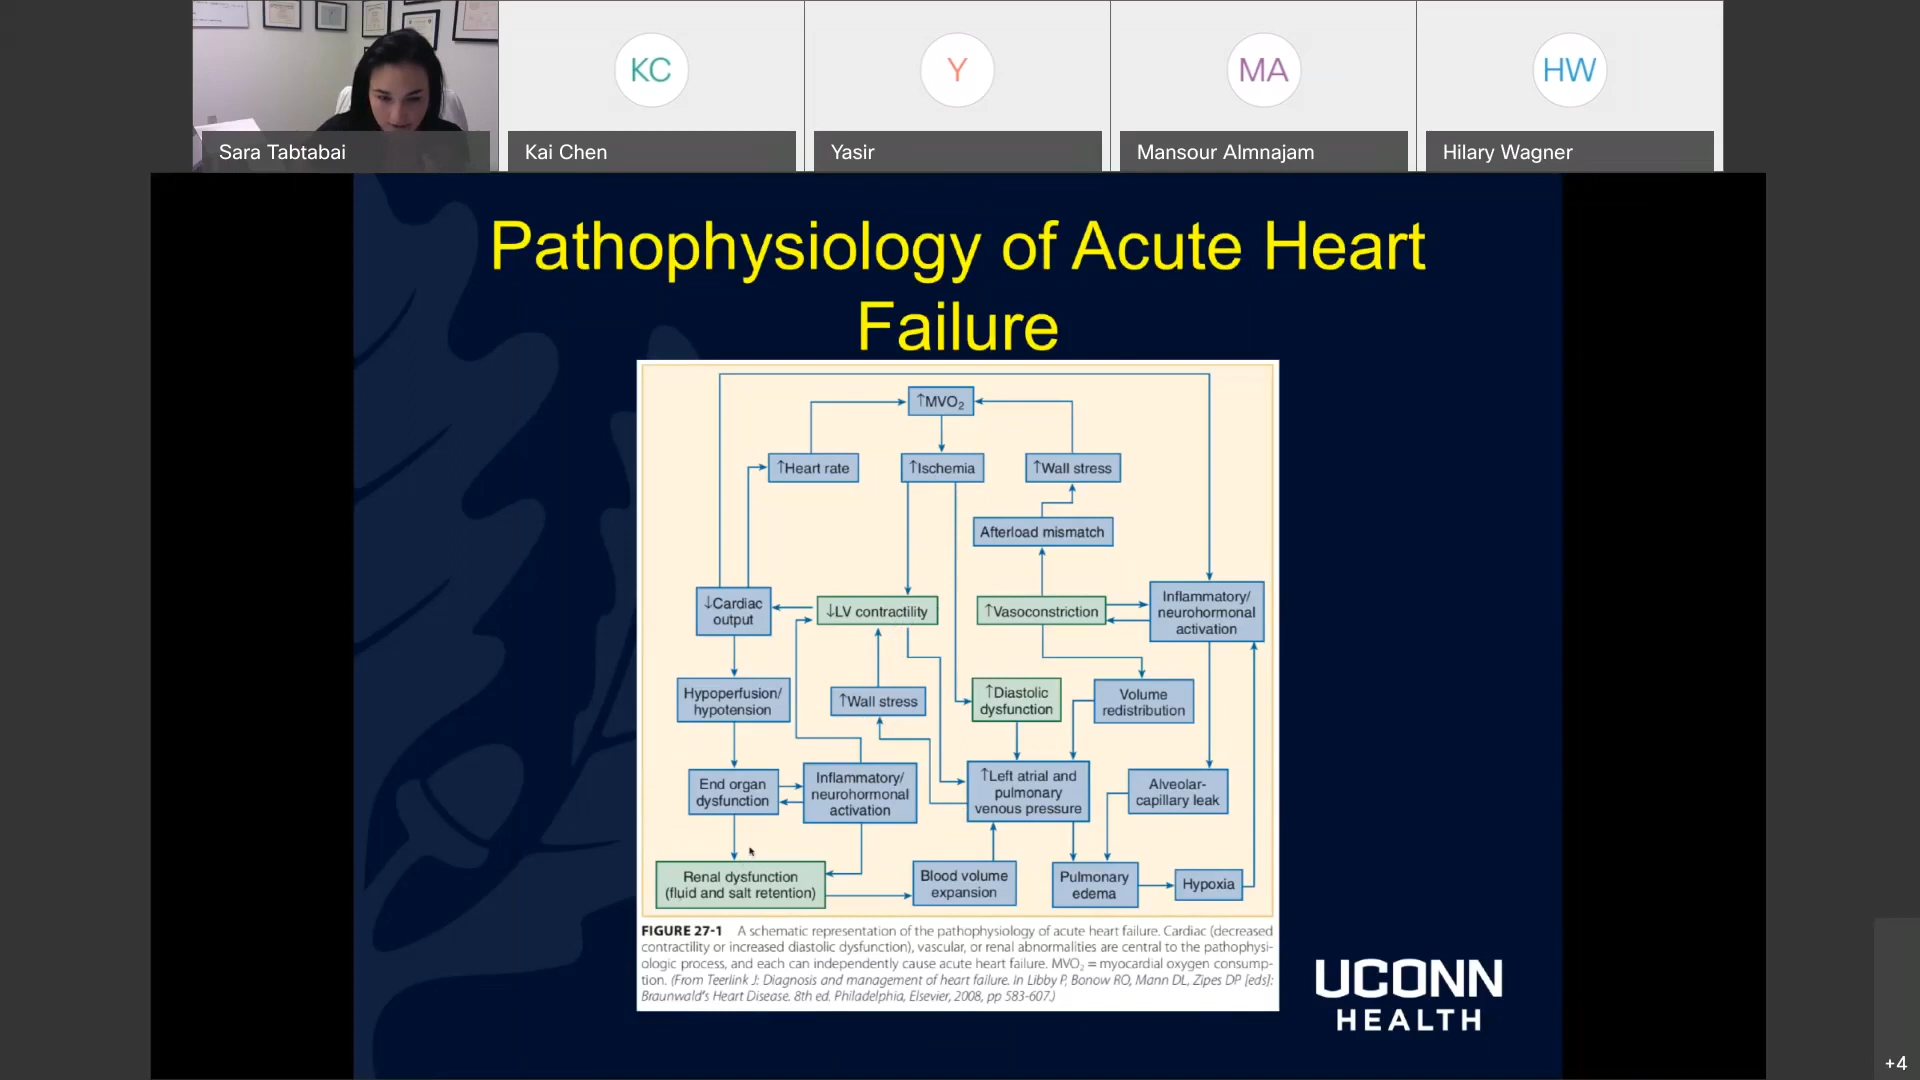 KC
Y
MA
HW
Sara Tabtabai
Kai Chen
Yasir
Mansour Almnajam
Hilary Wagner
Pathophysiology of Acute Heart
Failure
↑MVO₂
↑Heart rate
↑Ischemia
↑Wall stress
Afterload mismatch
↓Cardiac
output
↓LV contractility
↑Vasoconstriction
Inflammatory/
neurohormonal
activation
Hypoperfusion/
hypotension
↑Wall stress
↑Diastolic
dysfunction
Volume
redistribution
End organ
dysfunction
Inflammatory/
neurohormonal
activation
↑Left atrial and
pulmonary
venous pressure
Alveolar-
capillary leak
Renal dysfunction
(fluid and salt retention)
Blood volume
expansion
Pulmonary
edema
Hypoxia
FIGURE 27-1 A schematic representation of the pathophysiology of acute heart failure. Cardiac (decreased
contractility or increased diastolic dysfunction), vascular, or renal abnormalities are central to the pathophysi-
ologic process, and each can independently cause acute heart failure. MVO₂ = myocardial oxygen consump-
tion. (From Teerlink J: Diagnosis and management of heart failure. In Libby P, Bonow RO, Mann DL, Zipes DP [eds]:
Braunwald's Heart Disease. 8th ed. Philadelphia, Elsevier, 2008, pp 583-607.)
UCONN
HEALTH
+4